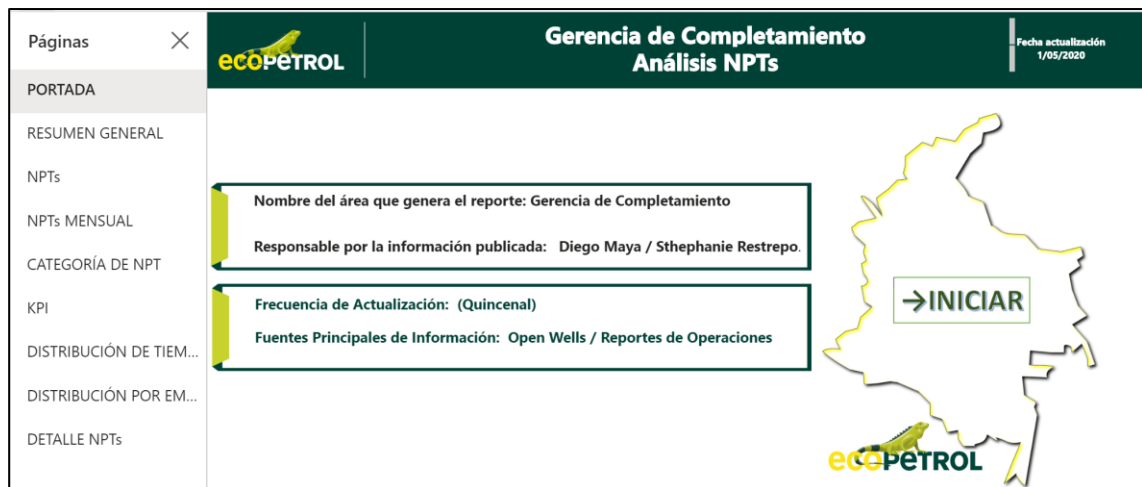 Páginas
PORTADA
RESUMEN GENERAL
NPTs
NPTs MENSUAL
CATEGORÍA DE NPT
KPI
DISTRIBUCIÓN DE TIEM...
DISTRIBUCIÓN POR EM...
DETALLE NPTs
ecopetrol
Gerencia de Completamiento
Análisis NPTs
Fecha actualización
1/05/2020
Nombre del área que genera el reporte: Gerencia de Completamiento
Responsable por la información publicada: Diego Maya / Sthephanie Restrepo.
Frecuencia de Actualización: (Quincenal)
Fuentes Principales de Información: Open Wells / Reportes de Operaciones
→INICIAR
ecopetrol